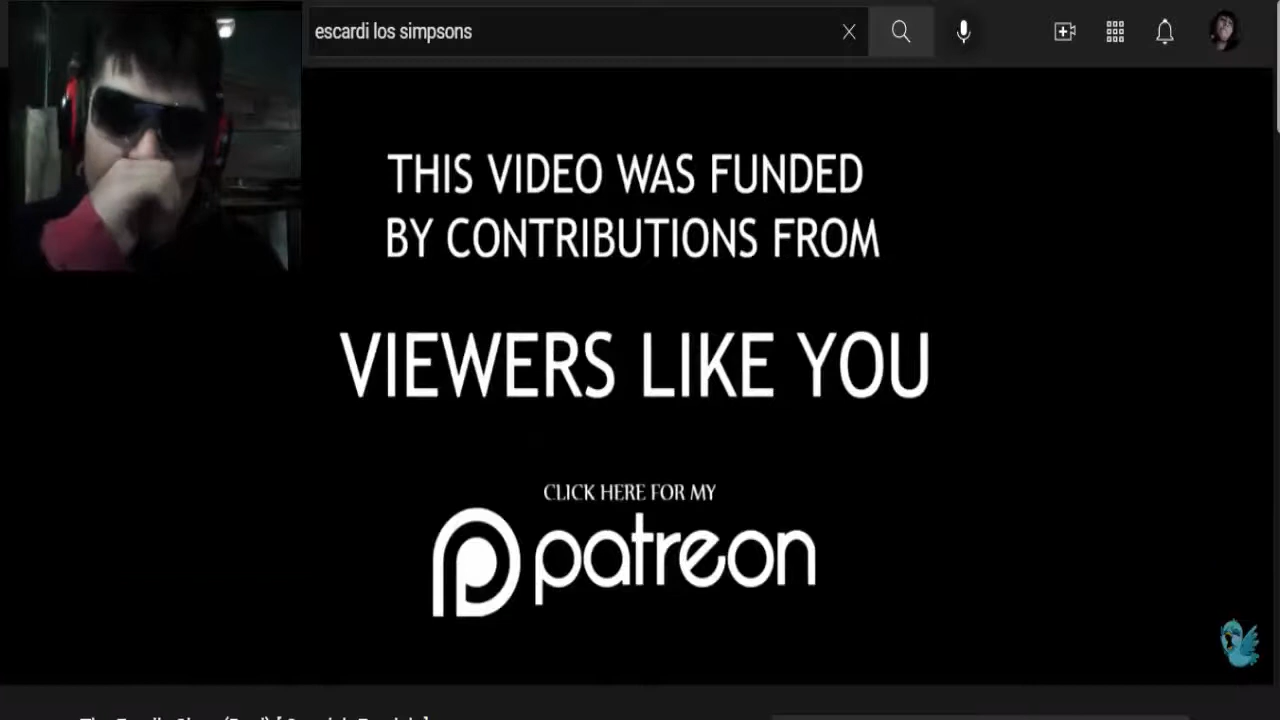 escardi los simpsons
THIS VIDEO WAS FUNDED
BY CONTRIBUTIONS FROM
VIEWERS LIKE YOU
CLICK HERE FOR MY
patreon